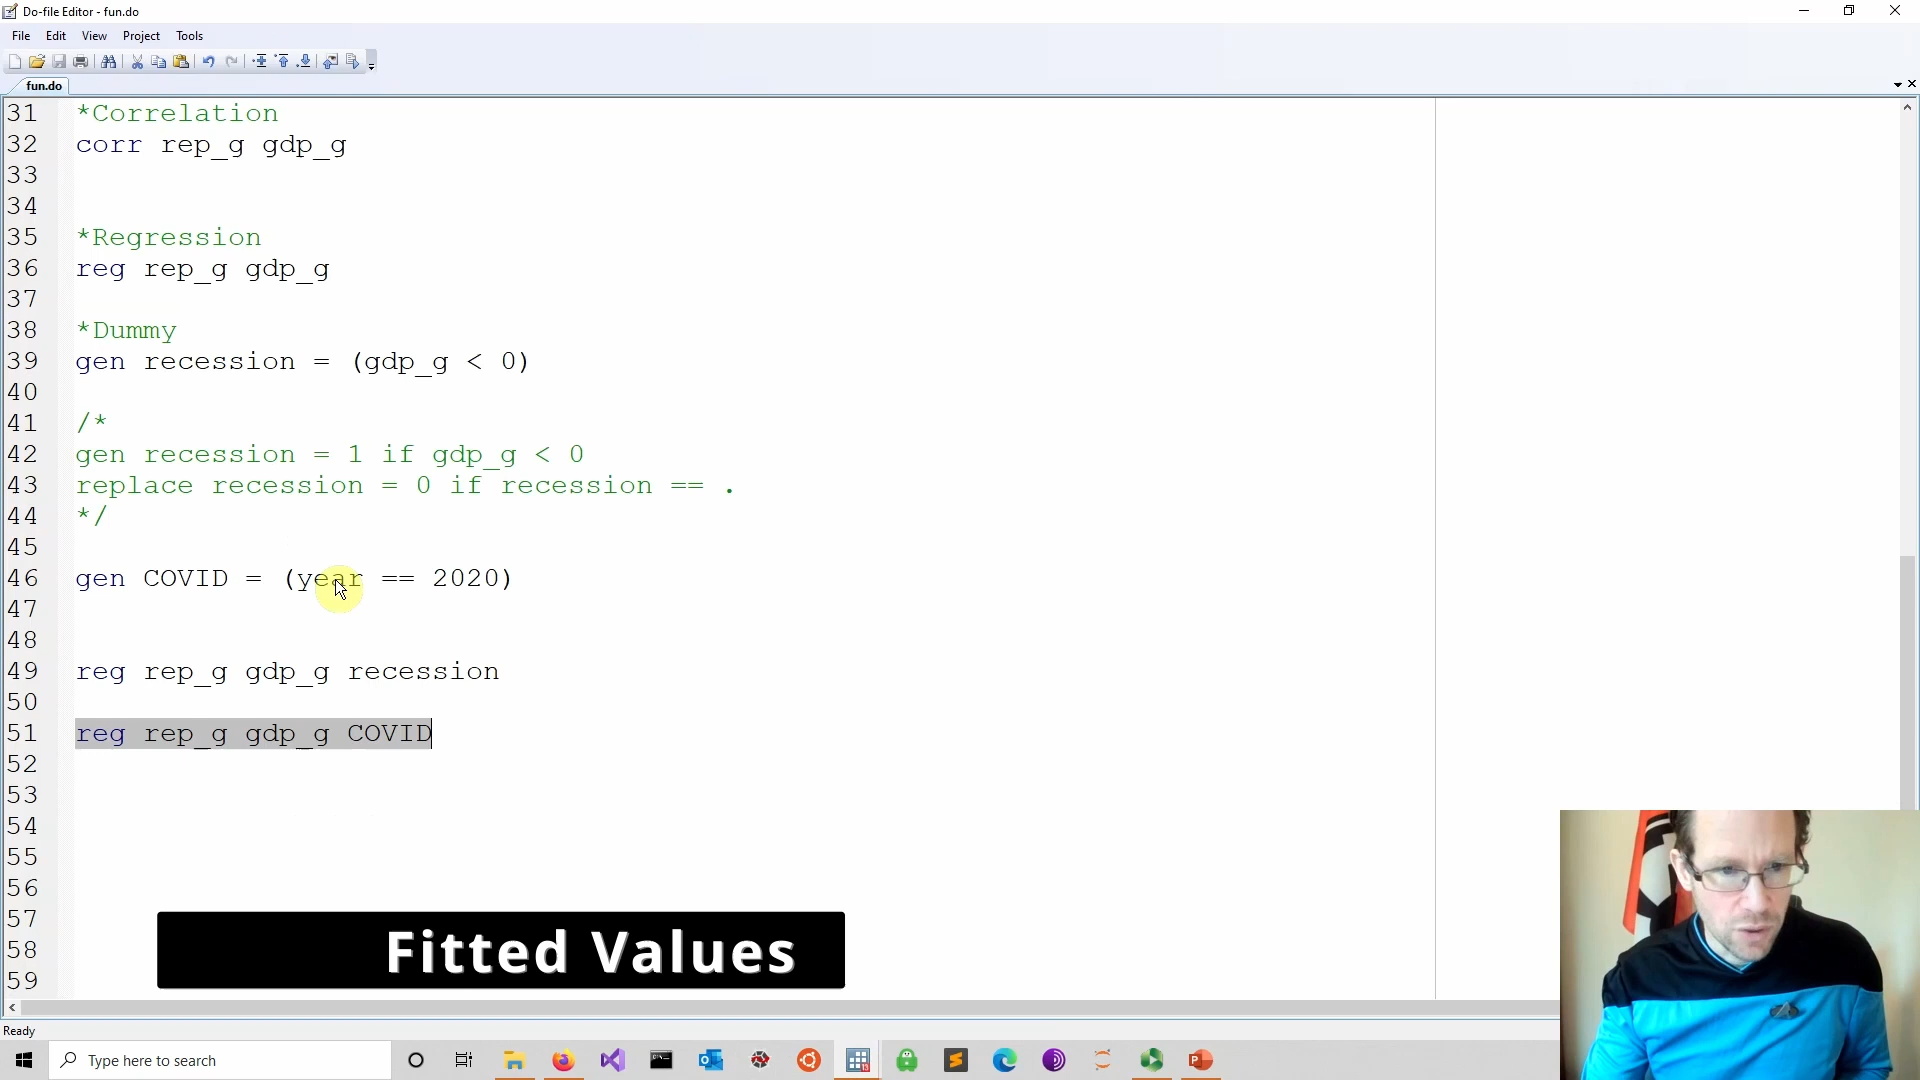 Do-file Editor - fun.do
File Edit View Project Tools
fun.do
31 *Correlation
32 corr rep_g gdp_g
33
34
35 *Regression
36 reg rep_g gdp_g
37
38 *Dummy
39 gen recession = (gdp_g < 0)
40
41 /*
42 gen recession = 1 if gdp_g < 0
43 replace recession = 0 if recession == .
44 */
45
46 gen COVID = (year == 2020)
47
48
49 reg rep_g gdp_g recession
50
51 reg rep_g gdp_g COVID
52
53
54
55
56
57
58
59
Fitted Values
Ready
Type here to search